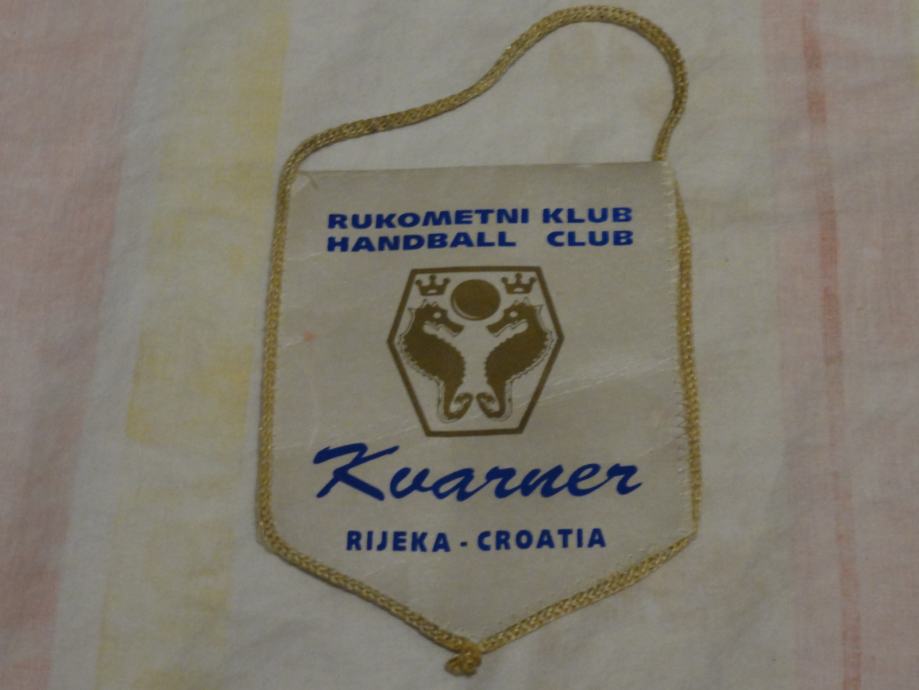 RUKOMETNI KLUB
HANDBALL CLUB
Kvarner
RIJEKA - CROATIA